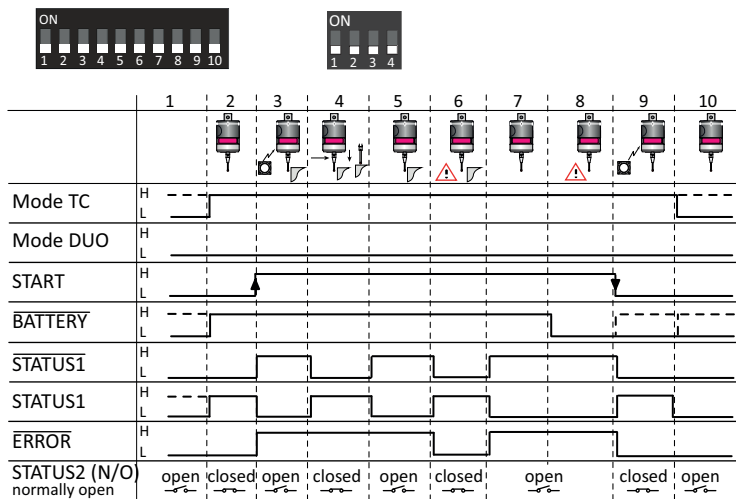 ON
1 2 3 4 5 6 7 8 9 10
ON
1 2 3 4
1 2 3 4 5 6 7 8 9 10
Mode TC H L
Mode DUO H L
START H L
BATTERY H L
STATUS1 H L
STATUS1 H L
ERROR H L
STATUS2 (N/O) open closed open closed open closed open closed open
normally open